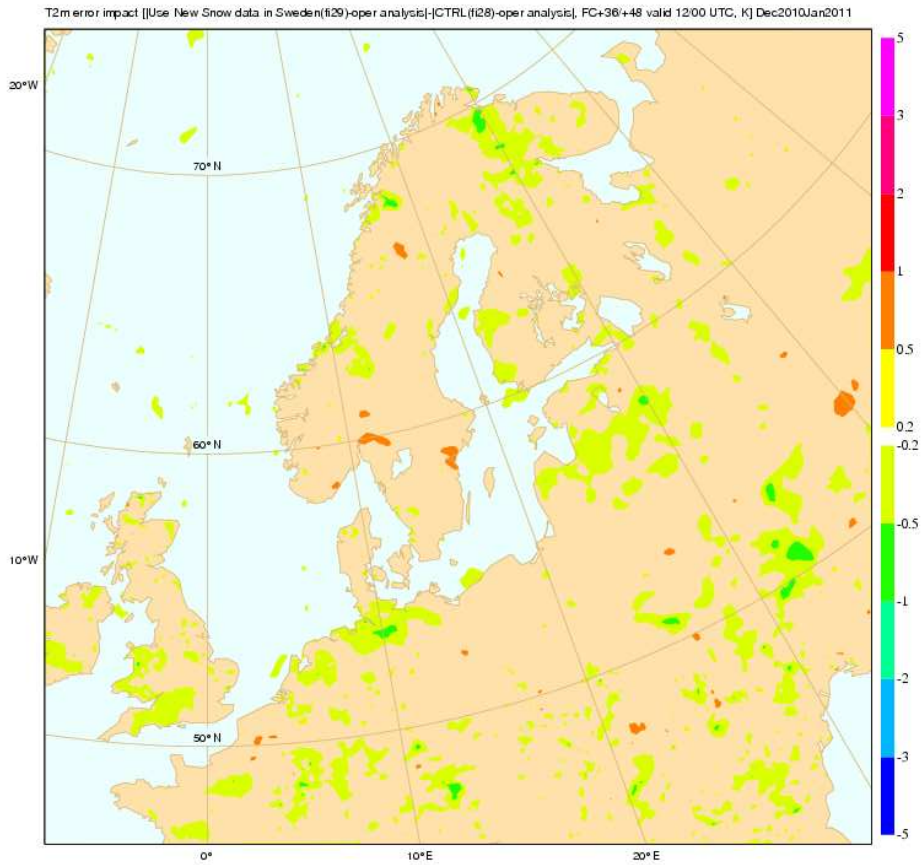 T2m error impact [|Use New Snow data in Sweden(fi29)-oper analysis|-|CTRL(fi28)-oper analysis|, FC+36/+48 valid 12/00 UTC, K] Dec2010Jan2011
5
20°W
3
70° N
2
1
0.5
0.2
60° N
-0.2
-0.5
10°W
-1
-2
50° N
-3
-5
0°
10°E
20°E